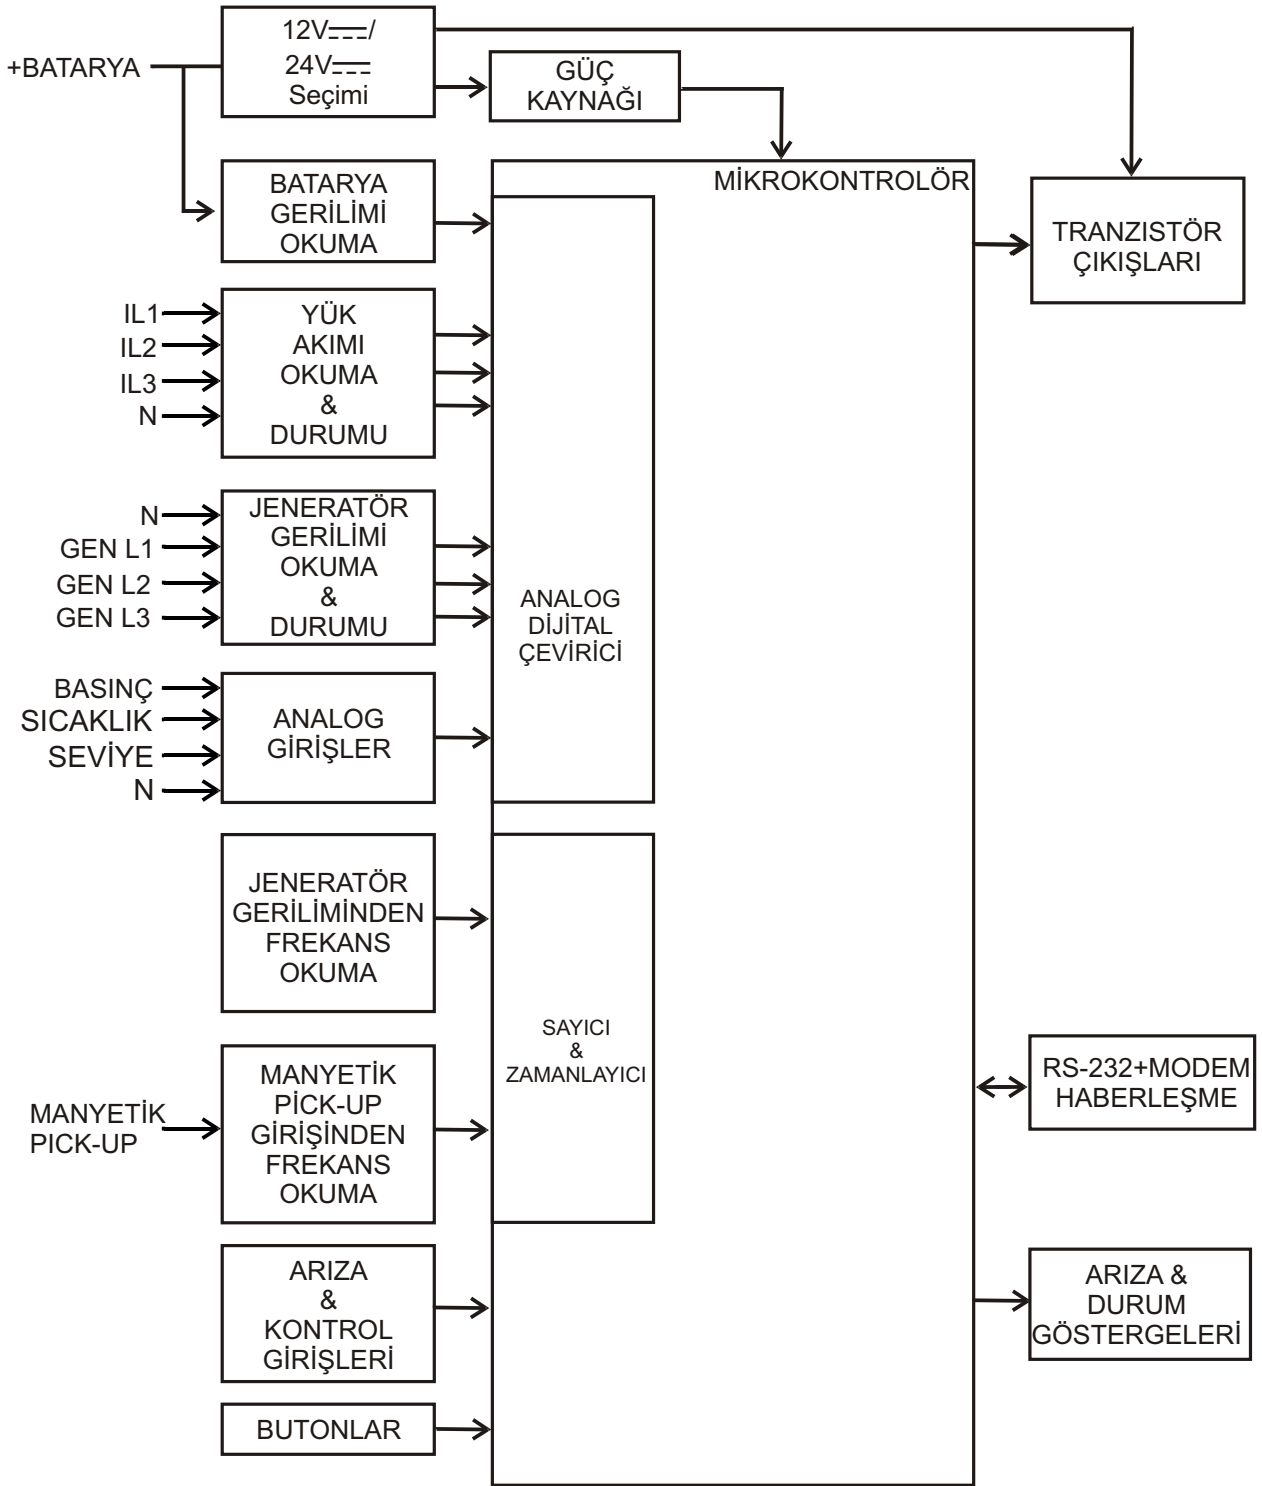 12V⎓/
24V⎓
Seçimi
+BATARYA
GÜÇ
KAYNAĞI
MİKROKONTROLÖR
BATARYA
GERİLİMİ
OKUMA
TRANZISTÖR
ÇIKIŞLARI
IL1
IL2
IL3
N
YÜK
AKIMI
OKUMA
&
DURUMU
N
GEN L1
GEN L2
GEN L3
JENERATÖR
GERİLİMİ
OKUMA
&
DURUMU
ANALOG
DİJİTAL
ÇEVİRİCİ
BASINÇ
SICAKLIK
SEVİYE
N
ANALOG
GİRİŞLER
JENERATÖR
GERİLİMİNDEN
FREKANS
OKUMA
SAYICI
&
ZAMANLAYICI
MANYETİK
PICK-UP
MANYETİK
PİCK-UP
GİRİŞİNDEN
FREKANS
OKUMA
RS-232+MODEM
HABERLEŞME
ARIZA
&
KONTROL
GİRİŞLERİ
ARIZA &
DURUM
GÖSTERGELERİ
BUTONLAR